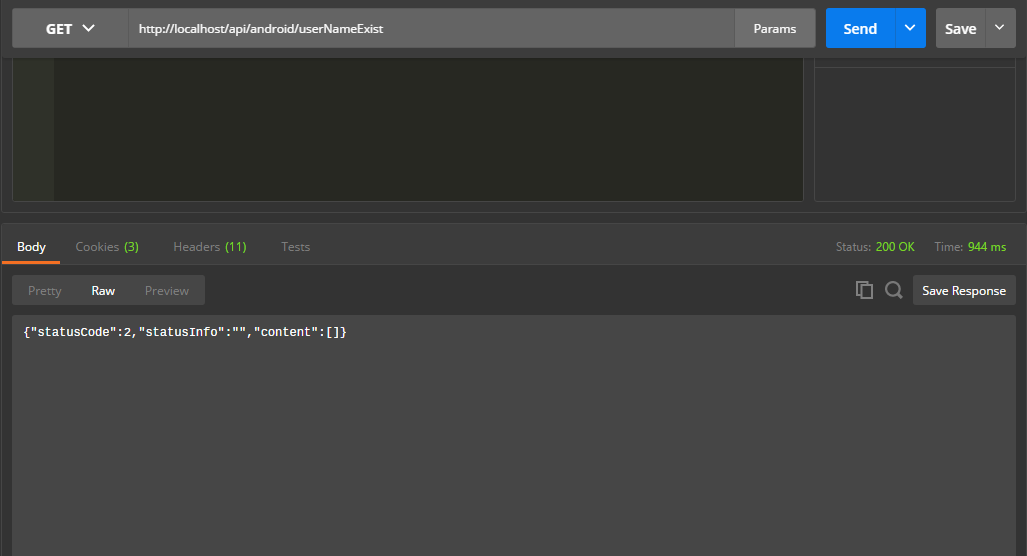 GET http://localhost/api/android/userNameExist Params Send Save
Body Cookies (3) Headers (11) Tests Status: 200 OK Time: 944 ms
Pretty Raw Preview Save Response
{"statusCode":2,"statusInfo":"","content":[]}